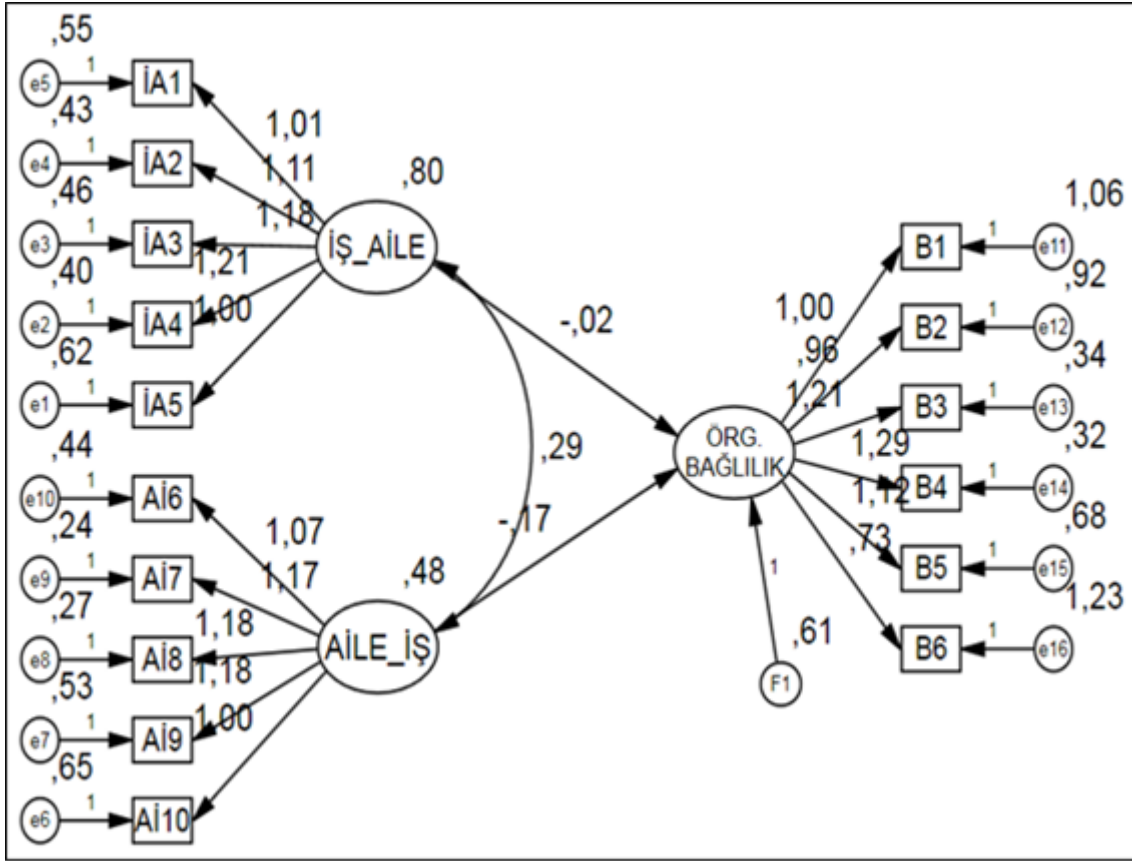 ,55
e5 1 İA1
,43
e4 1 İA2
,46
e3 1 İA3
,40
e2 1 İA4
,62
e1 1 İA5
,44
e10 1 Aİ6
,24
e9 1 Aİ7
,27
e8 1 Aİ8
,53
e7 1 Aİ9
,65
e6 1 Aİ10
1,01
1,11
1,18
1,21
1,00
,80
İŞ_AİLE
1,07
1,17
1,18
1,18
1,00
,48
AİLE_İŞ
-,02
,29
-,17
ÖRG.
BAĞLILIK
1
,61
F1
1,00
,96
1,21
1,29
1,12
,73
1,06
B1 1 e11
,92
B2 1 e12
,34
B3 1 e13
,32
B4 1 e14
,68
B5 1 e15
1,23
B6 1 e16